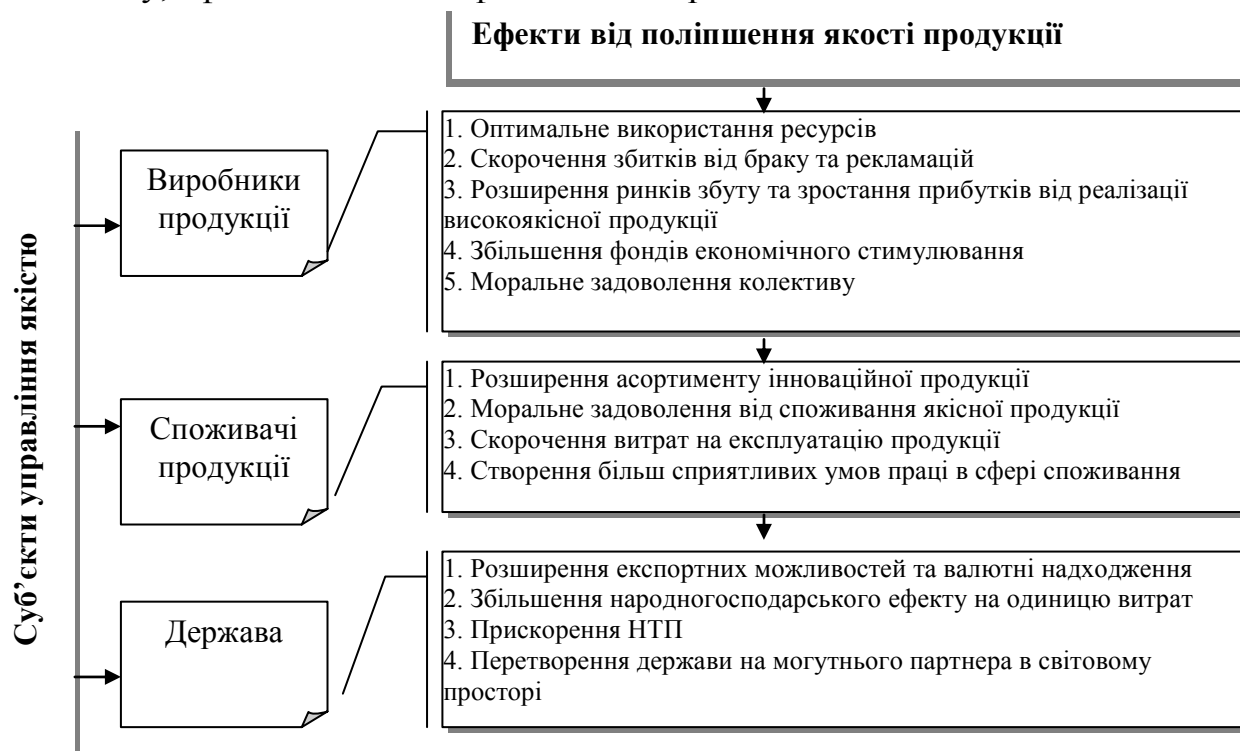 Ефекти від поліпшення якості продукції
Суб’єкти управління якістю
Виробники
продукції
1. Оптимальне використання ресурсів
2. Скорочення збитків від браку та рекламацій
3. Розширення ринків збуту та зростання прибутків від реалізації
високоякісної продукції
4. Збільшення фондів економічного стимулювання
5. Моральне задоволення колективу
Споживачі
продукції
1. Розширення асортименту інноваційної продукції
2. Моральне задоволення від споживання якісної продукції
3. Скорочення витрат на експлуатацію продукції
4. Створення більш сприятливих умов праці в сфері споживання
Держава
1. Розширення експортних можливостей та валютні надходження
2. Збільшення народногосподарського ефекту на одиницю витрат
3. Прискорення НТП
4. Перетворення держави на могутнього партнера в світовому
просторі